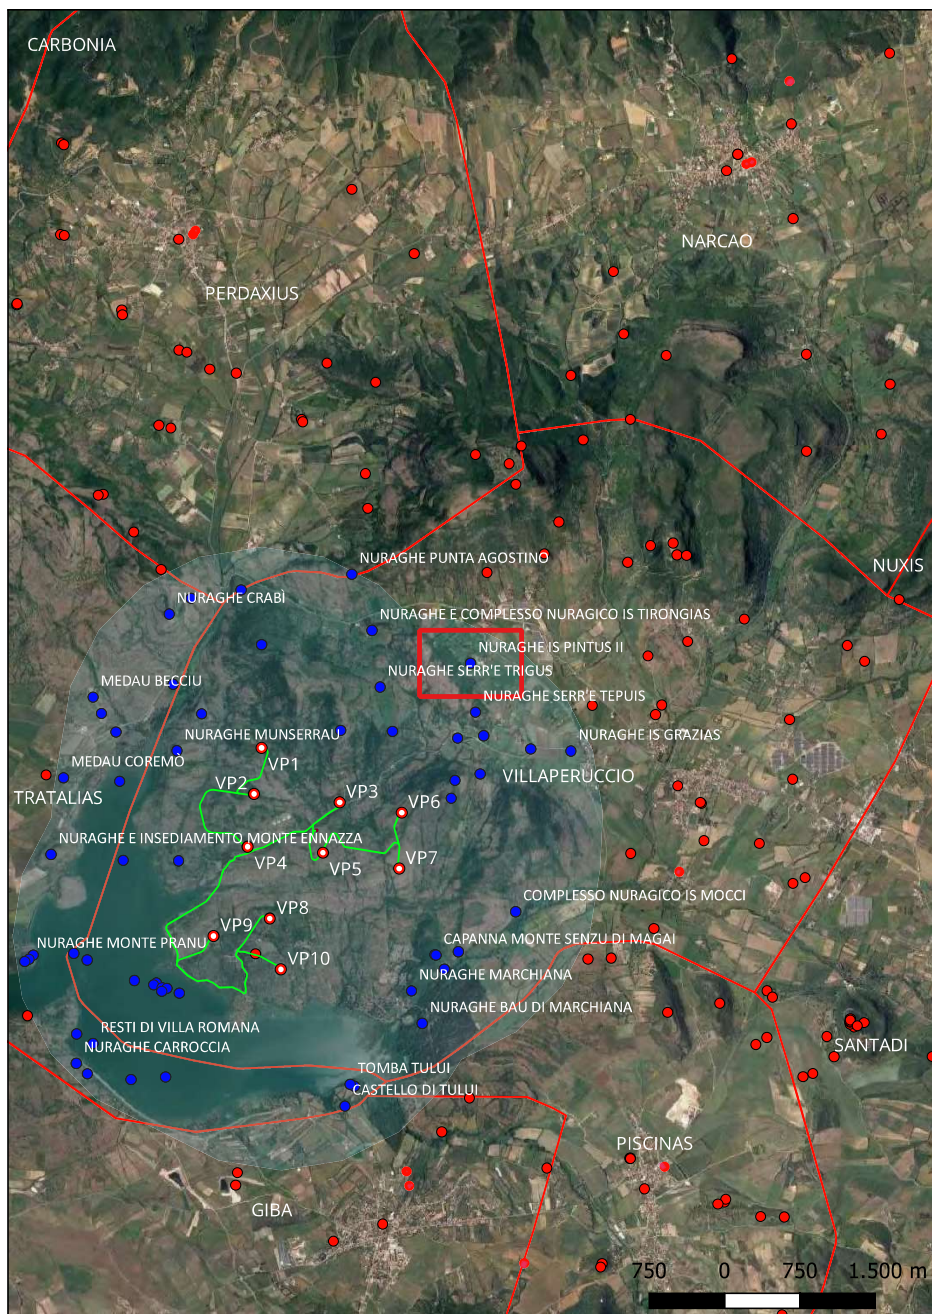 CARBONIA
NARCAO
PERDAXIUS
NURAGHE PUNTA AGOSTINO
NUXIS
NURAGHE CRABÌ
NURAGHE E COMPLESSO NURAGICO IS TIRONGIAS
NURAGHE IS PINTUS II
NURAGHE SERR'E TRIGUS
MEDAU BECCIU
NURAGHE SERR'E TEPUIS
NURAGHE MUNSERRAU
NURAGHE IS GRAZIAS
VP1
MEDAU COREMÒ
VILLAPERUCCIO
VP2
TRATALIAS
VP3
VP6
NURAGHE E INSEDIAMENTO MONTE ENNAZZA
VP4
VP5
VP7
COMPLESSO NURAGICO IS MOCCI
VP8
VP9
NURAGHE MONTE PRANU
CAPANNA MONTE SENZU DI MAGAI
VP10
NURAGHE MARCHIANA
NURAGHE BAU DI MARCHIANA
RESTI DI VILLA ROMANA
NURAGHE CARROCCIA
SANTADI
TOMBA TULUI
CASTELLO DI TULUI
PISCINAS
GIBA
750 0 750 1.500 m